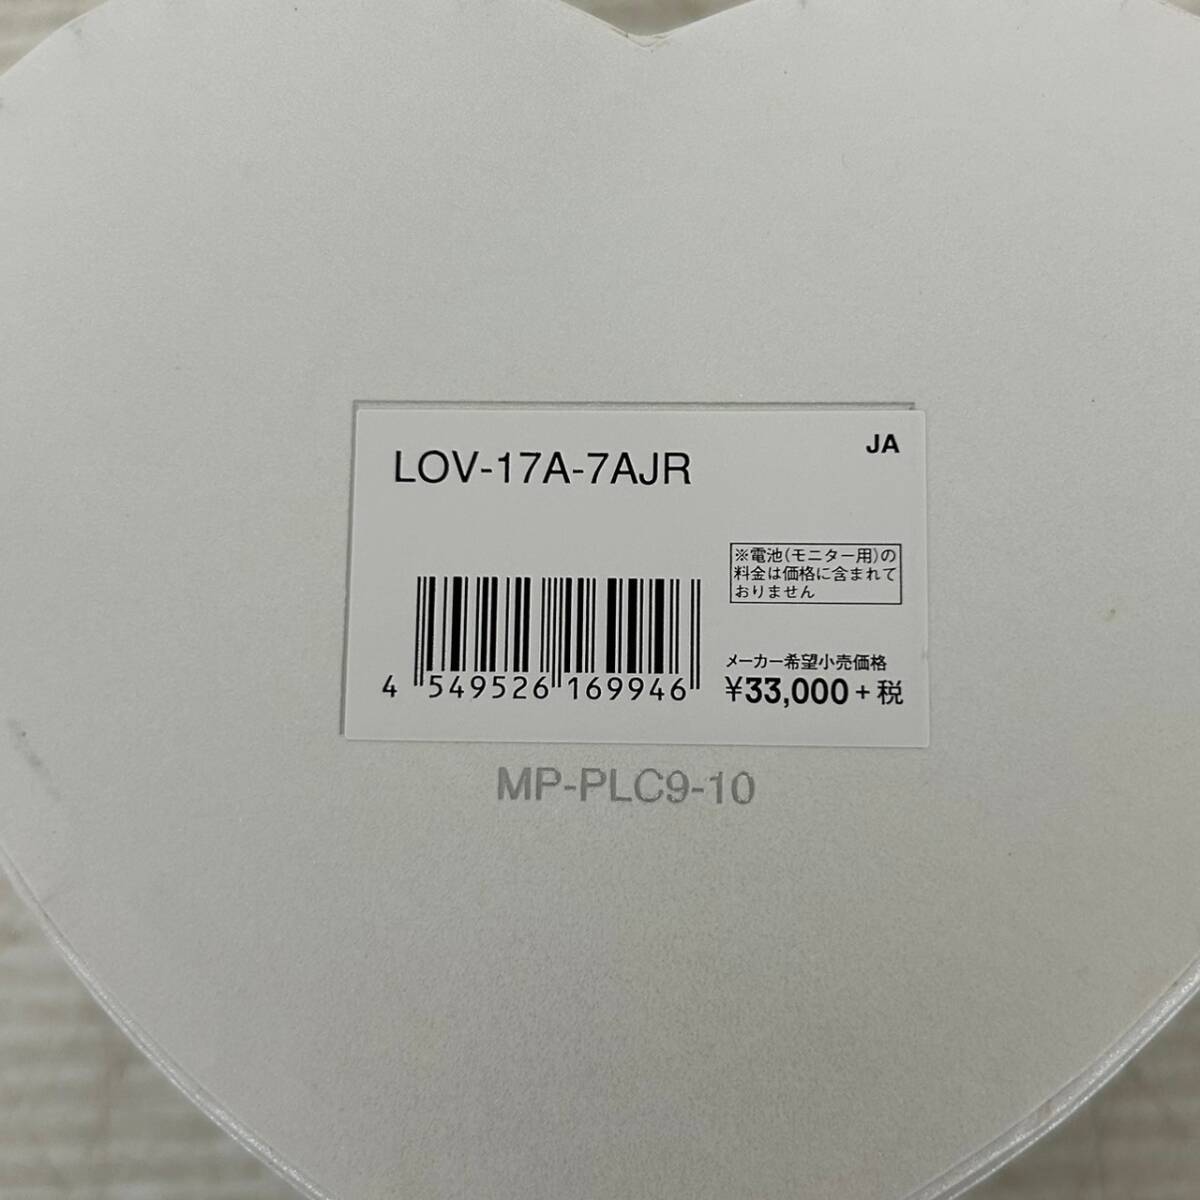 LOV-17A-7AJR
JA
※電池(モニター用)の
料金は価格に含まれて
おりません
メーカー希望小売価格
¥33,000+税
4 549526 169946
MP-PLC9-10